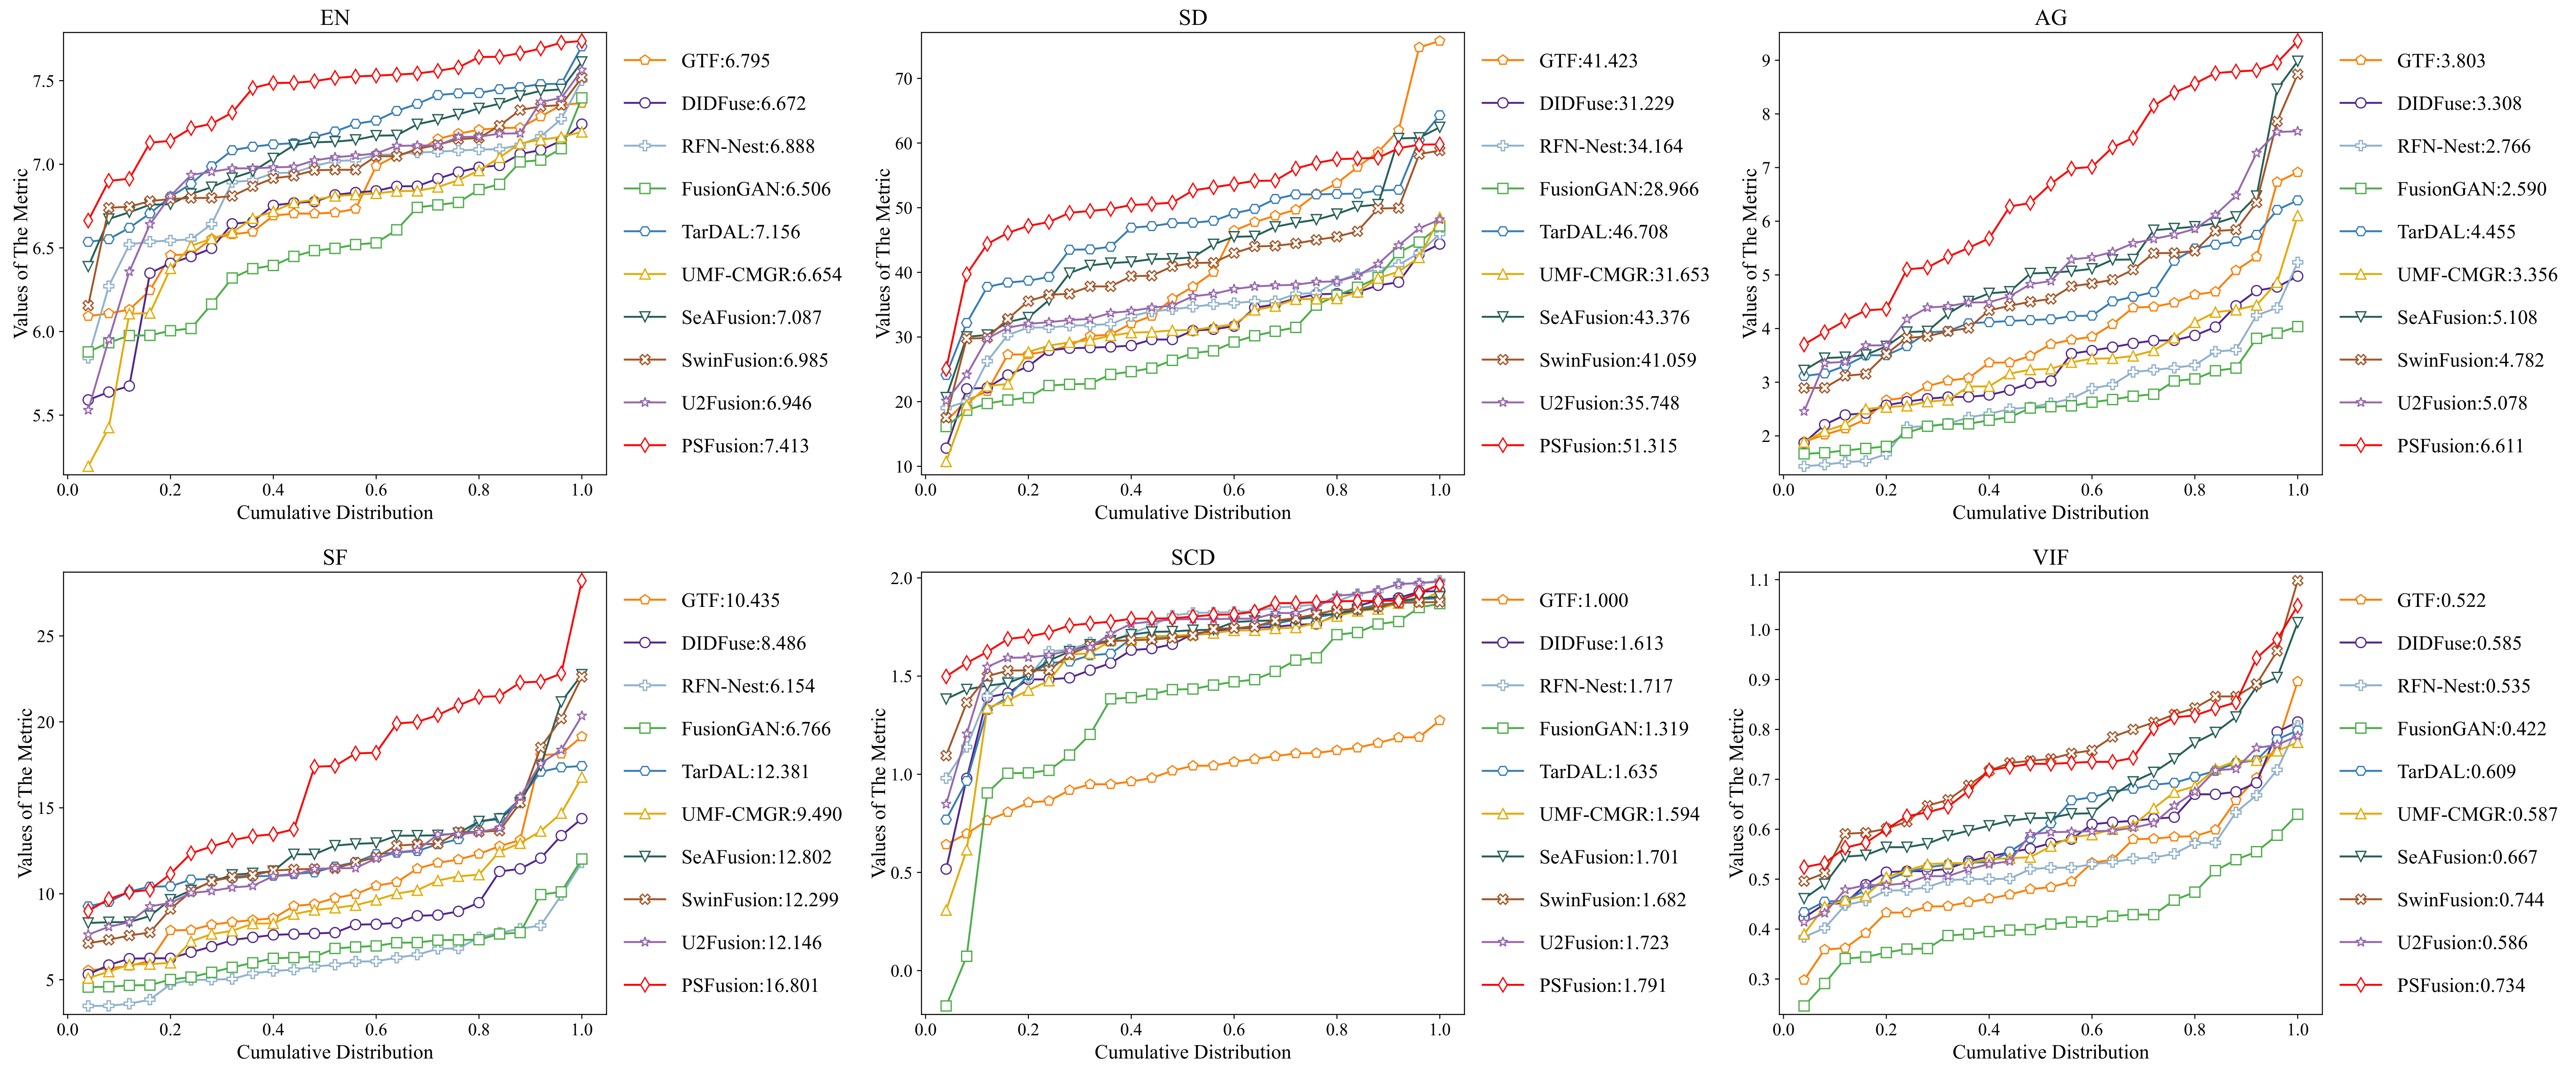 EN
Values of The Metric
7.5
7.0
6.5
6.0
5.5
0.0 0.2 0.4 0.6 0.8 1.0
Cumulative Distribution
GTF:6.795
DIDFuse:6.672
RFN-Nest:6.888
FusionGAN:6.506
TarDAL:7.156
UMF-CMGR:6.654
SeAFusion:7.087
SwinFusion:6.985
U2Fusion:6.946
PSFusion:7.413
SD
Values of The Metric
70
60
50
40
30
20
10
0.0 0.2 0.4 0.6 0.8 1.0
Cumulative Distribution
GTF:41.423
DIDFuse:31.229
RFN-Nest:34.164
FusionGAN:28.966
TarDAL:46.708
UMF-CMGR:31.653
SeAFusion:43.376
SwinFusion:41.059
U2Fusion:35.748
PSFusion:51.315
AG
Values of The Metric
9
8
7
6
5
4
3
2
0.0 0.2 0.4 0.6 0.8 1.0
Cumulative Distribution
GTF:3.803
DIDFuse:3.308
RFN-Nest:2.766
FusionGAN:2.590
TarDAL:4.455
UMF-CMGR:3.356
SeAFusion:5.108
SwinFusion:4.782
U2Fusion:5.078
PSFusion:6.611
SF
Values of The Metric
25
20
15
10
5
0.0 0.2 0.4 0.6 0.8 1.0
Cumulative Distribution
GTF:10.435
DIDFuse:8.486
RFN-Nest:6.154
FusionGAN:6.766
TarDAL:12.381
UMF-CMGR:9.490
SeAFusion:12.802
SwinFusion:12.299
U2Fusion:12.146
PSFusion:16.801
SCD
Values of The Metric
2.0
1.5
1.0
0.5
0.0
0.0 0.2 0.4 0.6 0.8 1.0
Cumulative Distribution
GTF:1.000
DIDFuse:1.613
RFN-Nest:1.717
FusionGAN:1.319
TarDAL:1.635
UMF-CMGR:1.594
SeAFusion:1.701
SwinFusion:1.682
U2Fusion:1.723
PSFusion:1.791
VIF
Values of The Metric
1.1
1.0
0.9
0.8
0.7
0.6
0.5
0.4
0.3
0.0 0.2 0.4 0.6 0.8 1.0
Cumulative Distribution
GTF:0.522
DIDFuse:0.585
RFN-Nest:0.535
FusionGAN:0.422
TarDAL:0.609
UMF-CMGR:0.587
SeAFusion:0.667
SwinFusion:0.744
U2Fusion:0.586
PSFusion:0.734